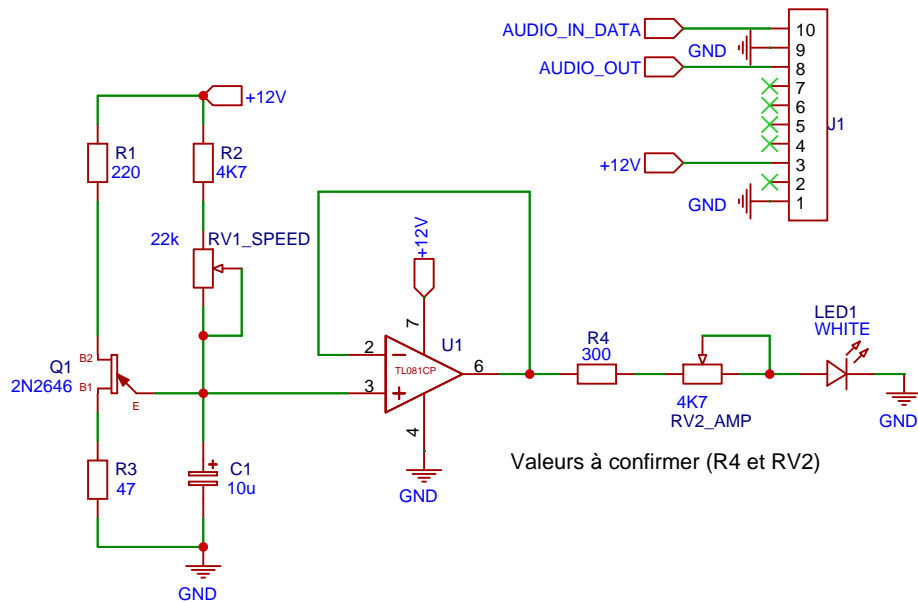 AUDIO_IN_DATA
GND
AUDIO_OUT
+12V
GND
10
9
8
7
6
5
4
3
2
1
J1
+12V
R1
220
R2
4K7
22k
RV1_SPEED
Q1
2N2646
B2
B1
E
R3
47
C1
10u
GND
+12V
7
U1
2
TL081CP
6
3
4
GND
R4
300
4K7
RV2_AMP
LED1
WHITE
GND
Valeurs à confirmer (R4 et RV2)